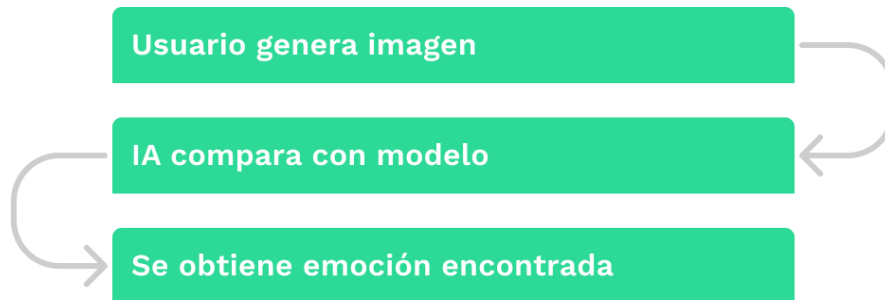 Usuario genera imagen
IA compara con modelo
Se obtiene emoción encontrada